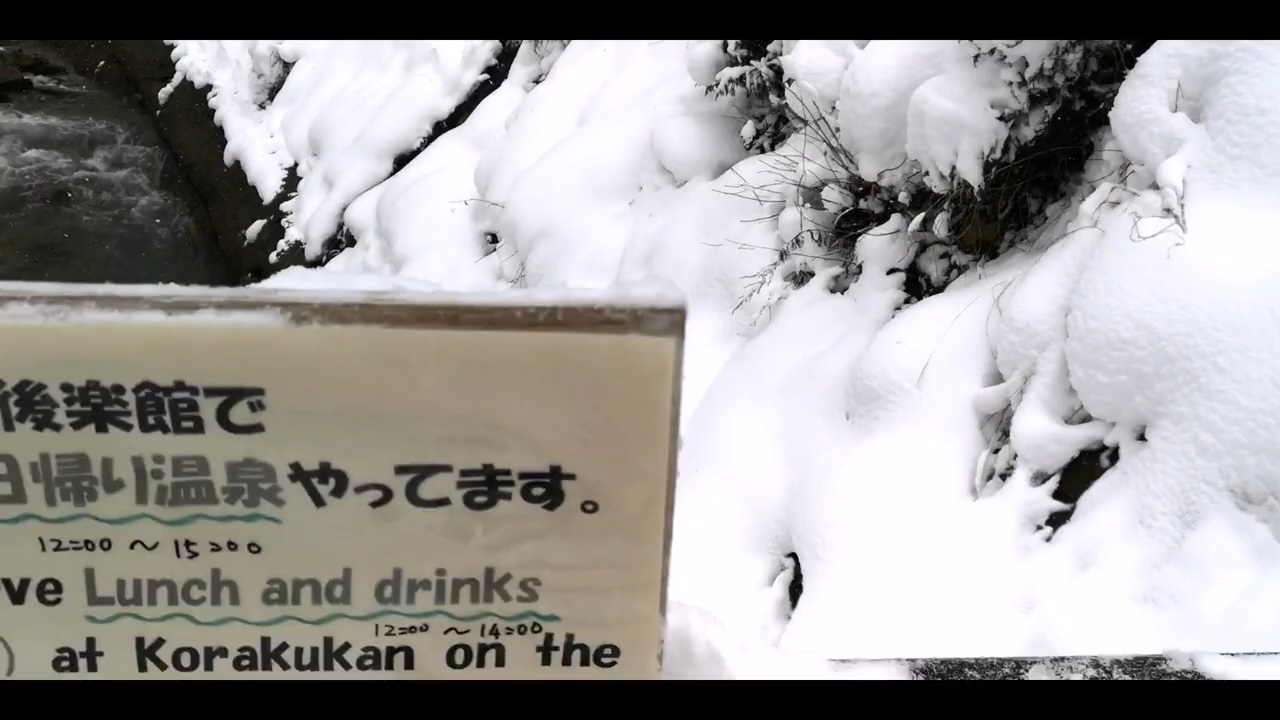 後楽館で
日帰り温泉やってます。
12:00 〜 15:00
ve Lunch and drinks
12:00 〜 14:00
) at Korakukan on the